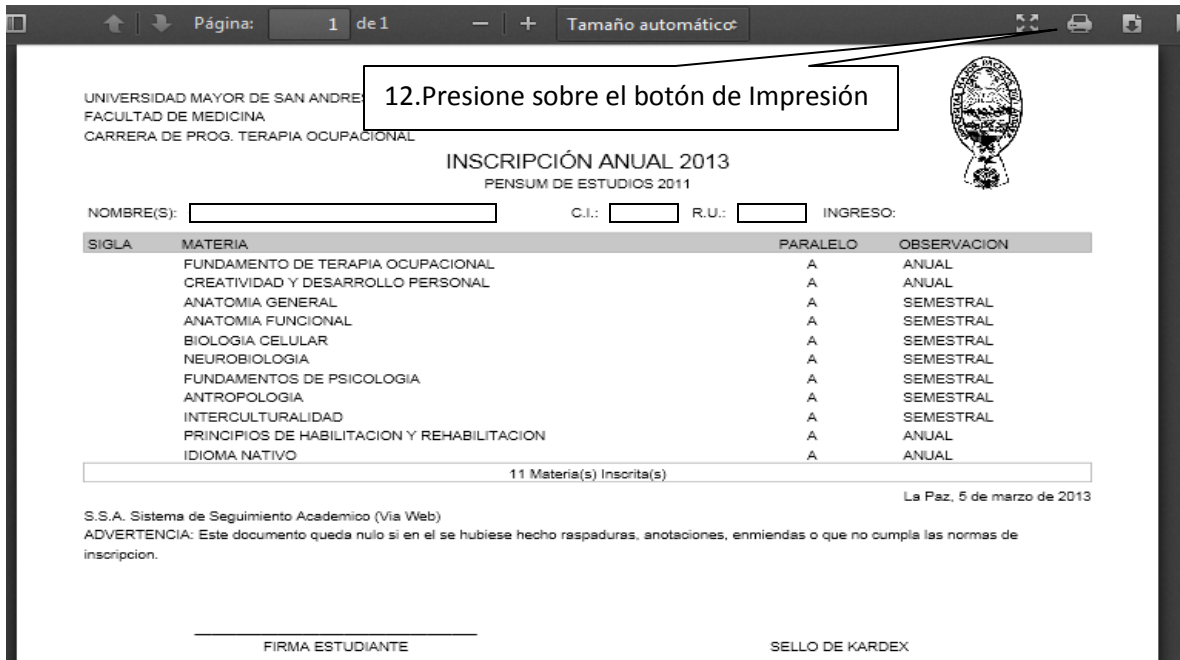 Página: 1 de 1 Tamaño automático
12.Presione sobre el botón de Impresión
UNIVERSIDAD MAYOR DE SAN ANDRE
FACULTAD DE MEDICINA
CARRERA DE PROG. TERAPIA OCUPACIONAL
INSCRIPCIÓN ANUAL 2013
PENSUM DE ESTUDIOS 2011
NOMBRE(S): C.I.: R.U.: INGRESO:
SIGLA MATERIA PARALELO OBSERVACION
FUNDAMENTO DE TERAPIA OCUPACIONAL A ANUAL
CREATIVIDAD Y DESARROLLO PERSONAL A ANUAL
ANATOMIA GENERAL A SEMESTRAL
ANATOMIA FUNCIONAL A SEMESTRAL
BIOLOGIA CELULAR A SEMESTRAL
NEUROBIOLOGIA A SEMESTRAL
FUNDAMENTOS DE PSICOLOGIA A SEMESTRAL
ANTROPOLOGIA A SEMESTRAL
INTERCULTURALIDAD A SEMESTRAL
PRINCIPIOS DE HABILITACION Y REHABILITACION A ANUAL
IDIOMA NATIVO A ANUAL
11 Materia(s) Inscrita(s)
La Paz, 5 de marzo de 2013
S.S.A. Sistema de Seguimiento Academico (Via Web)
ADVERTENCIA: Este documento queda nulo si en el se hubiese hecho raspaduras, anotaciones, enmiendas o que no cumpla las normas de
inscripcion.
FIRMA ESTUDIANTE SELLO DE KARDEX